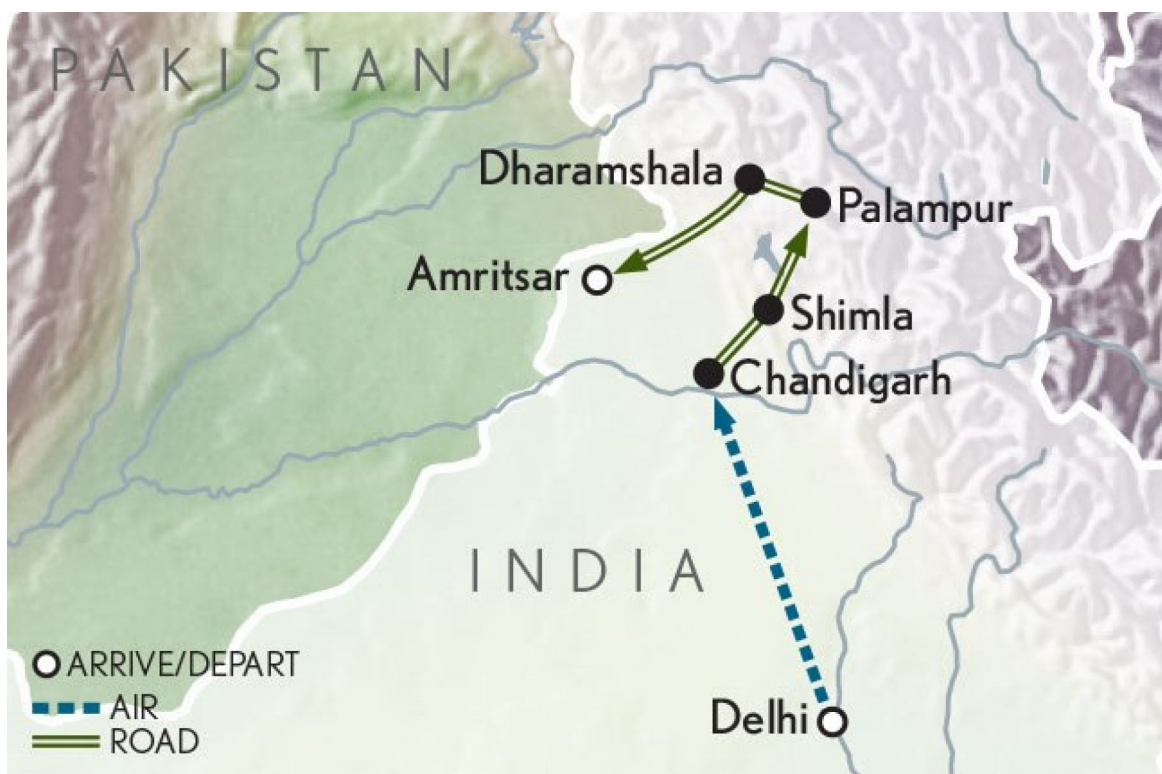 PAKISTAN
Dharamshala
Palampur
Amritsar
Shimla
Chandigarh
INDIA
Delhi
ARRIVE/DEPART
AIR
ROAD